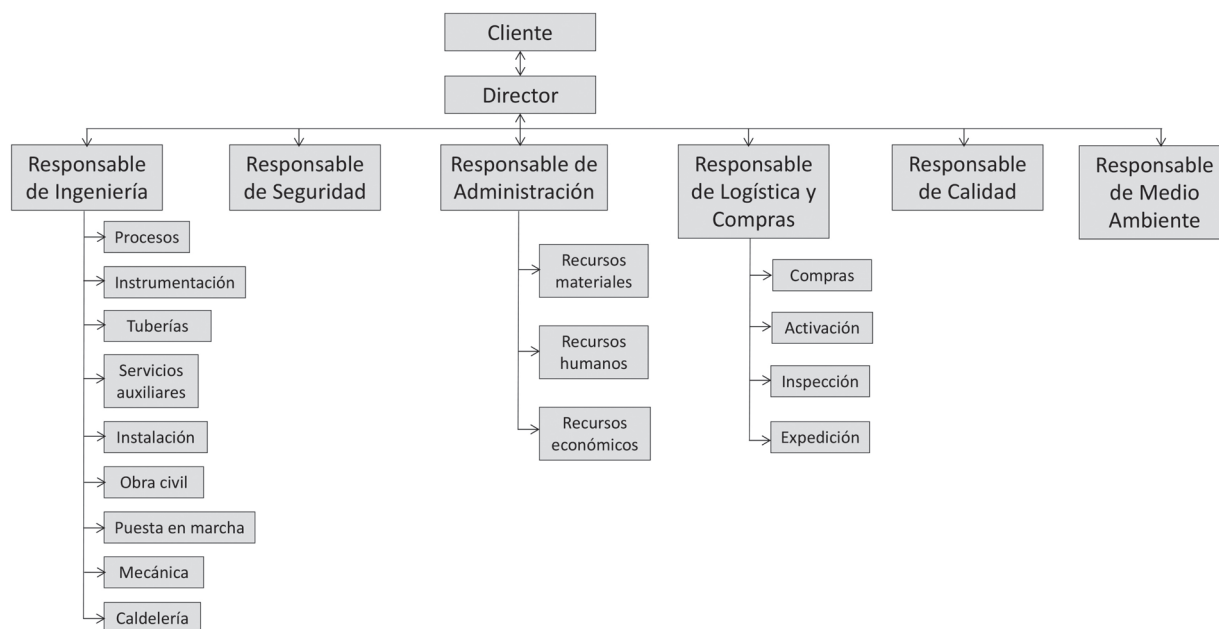 Cliente
Director
Responsable
de Ingeniería
Responsable
de Seguridad
Responsable de
Administración
Responsable
de Logística y
Compras
Responsable
de Calidad
Responsable
de Medio
Ambiente
Procesos
Instrumentación
Tuberías
Servicios
auxiliares
Instalación
Obra civil
Puesta en marcha
Mecánica
Caldelería
Recursos
materiales
Recursos
humanos
Recursos
económicos
Compras
Activación
Inspección
Expedición